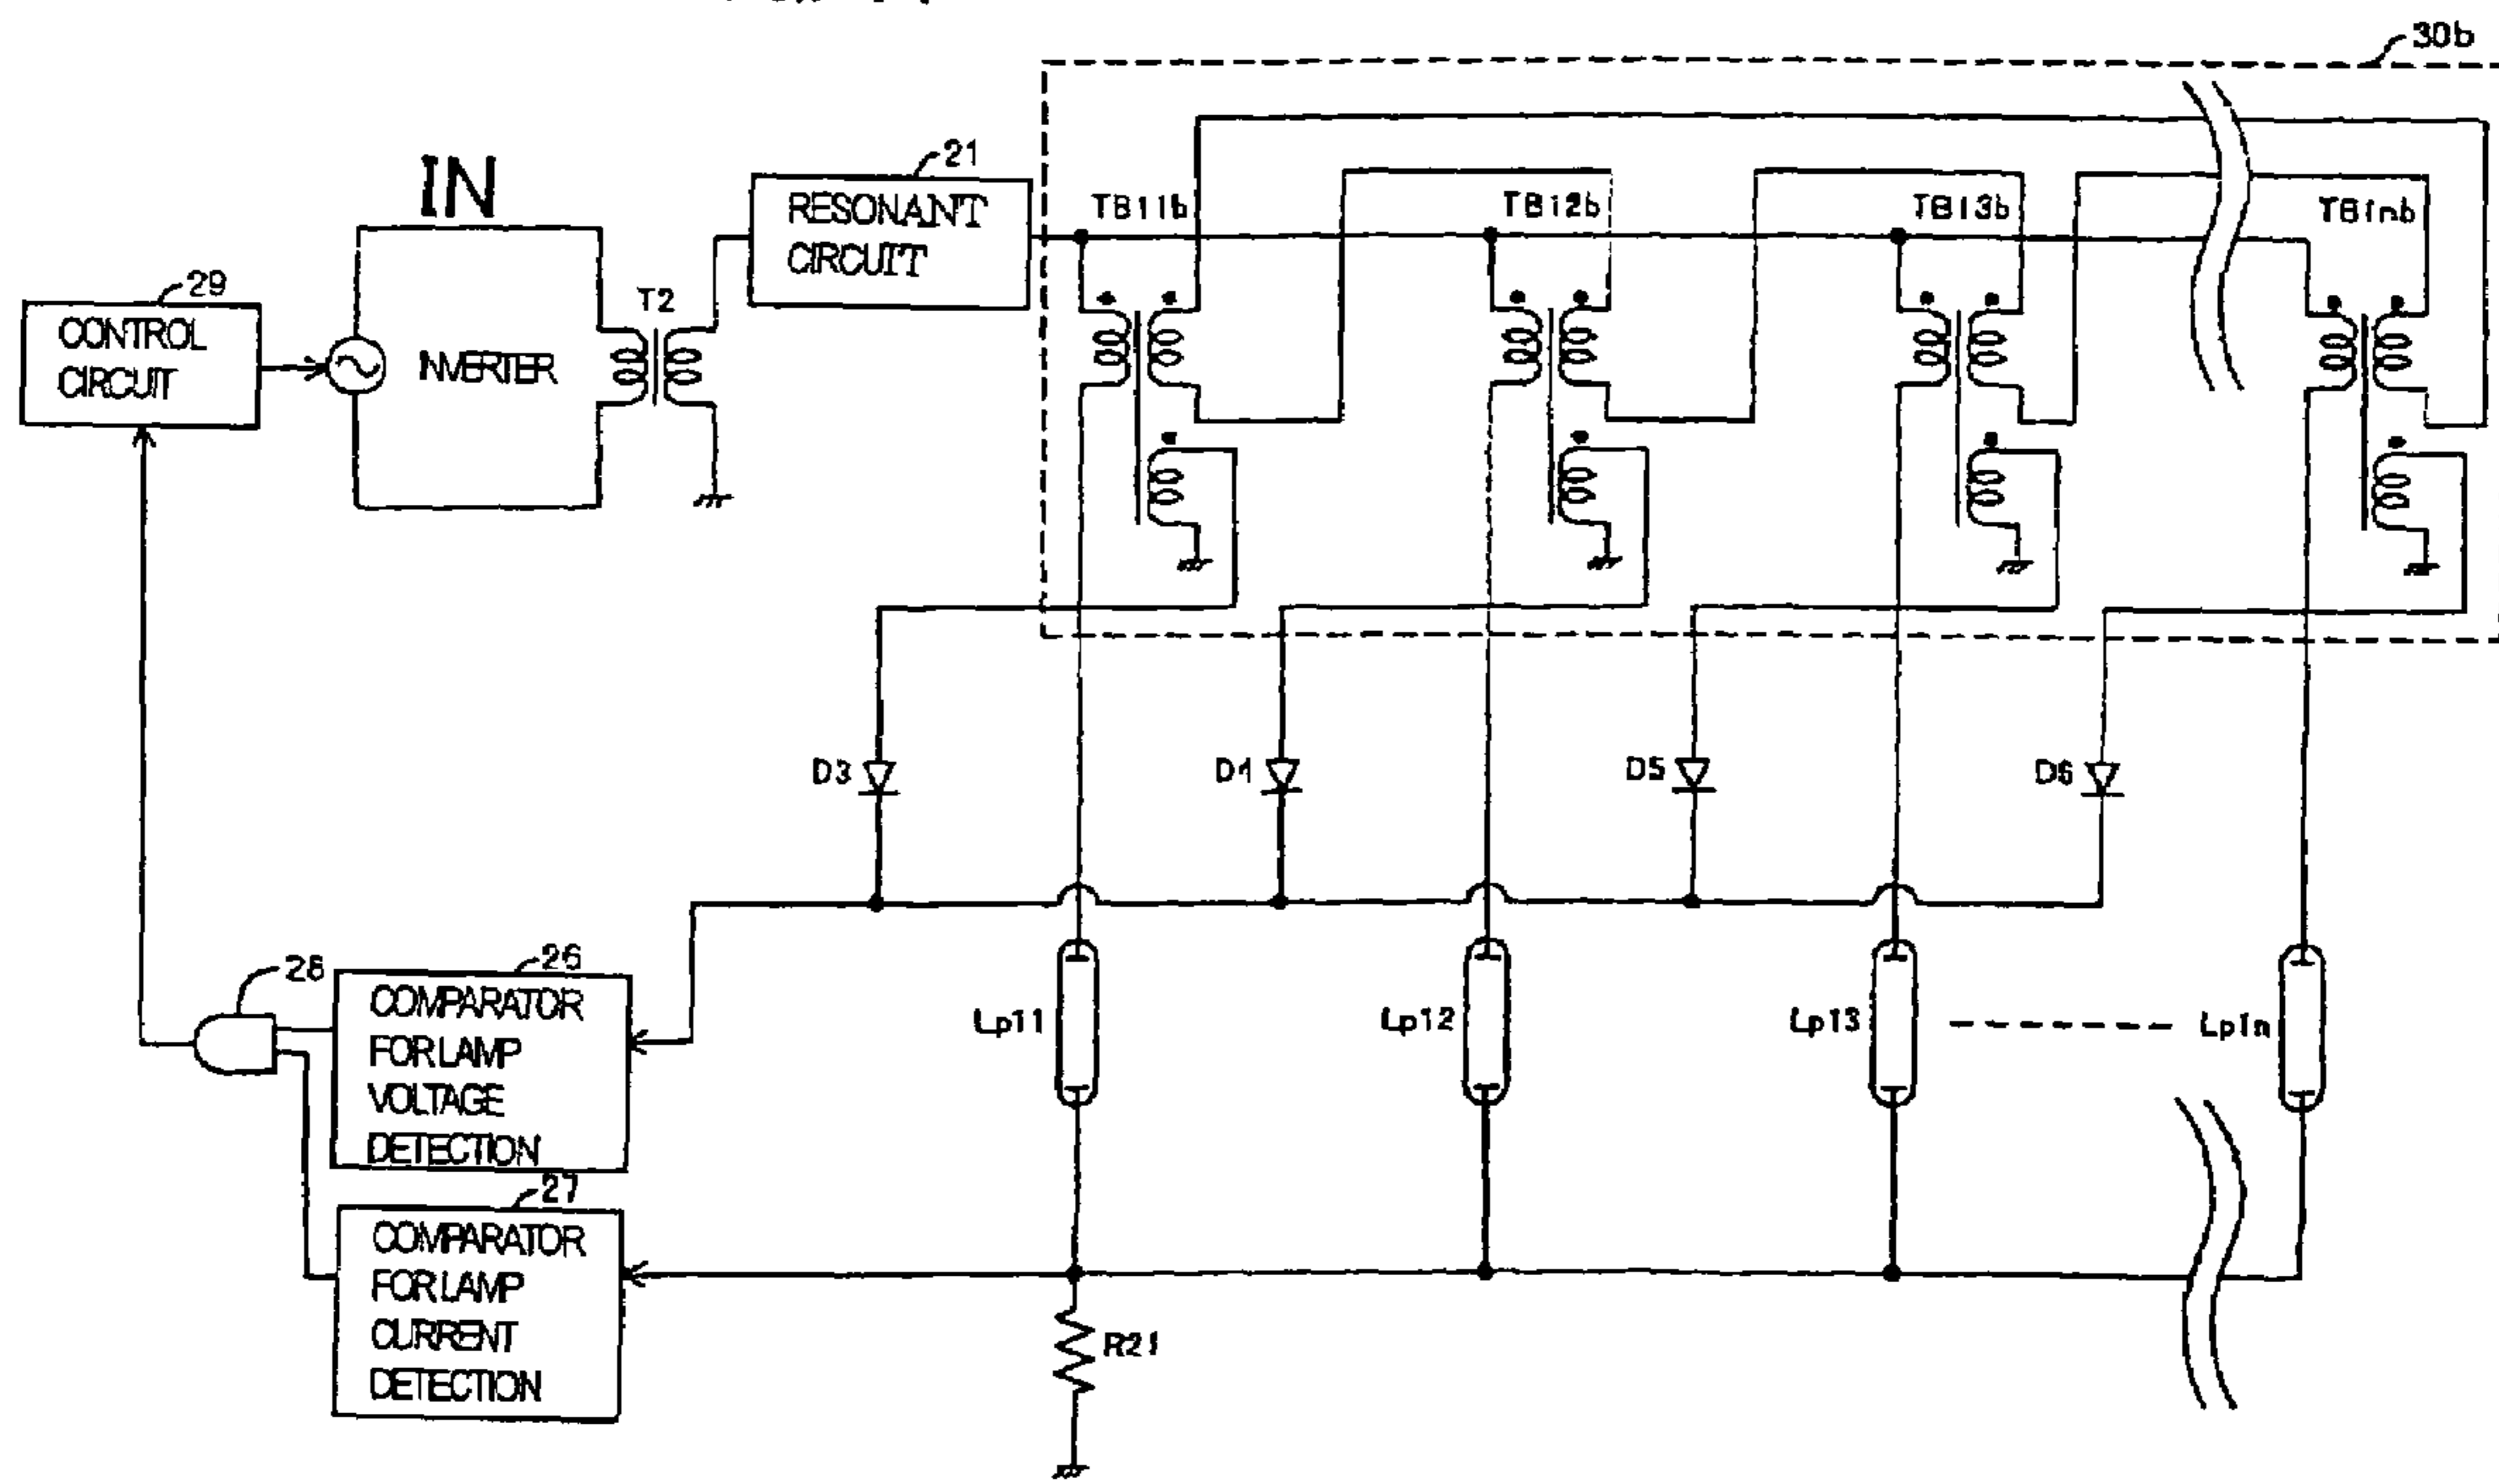 30b
21
IN
RESONANT
CIRCUIT
TB11b
TB12b
TB13b
TB1nb
29
T2
CONTROL
CIRCUIT
INVERTER
D3
D4
D5
D6
28
26
COMPARATOR
FOR LAMP
VOLTAGE
DETECTION
Lp11
Lp12
Lp13
Lp1n
27
COMPARATOR
FOR LAMP
CURRENT
DETECTION
R21